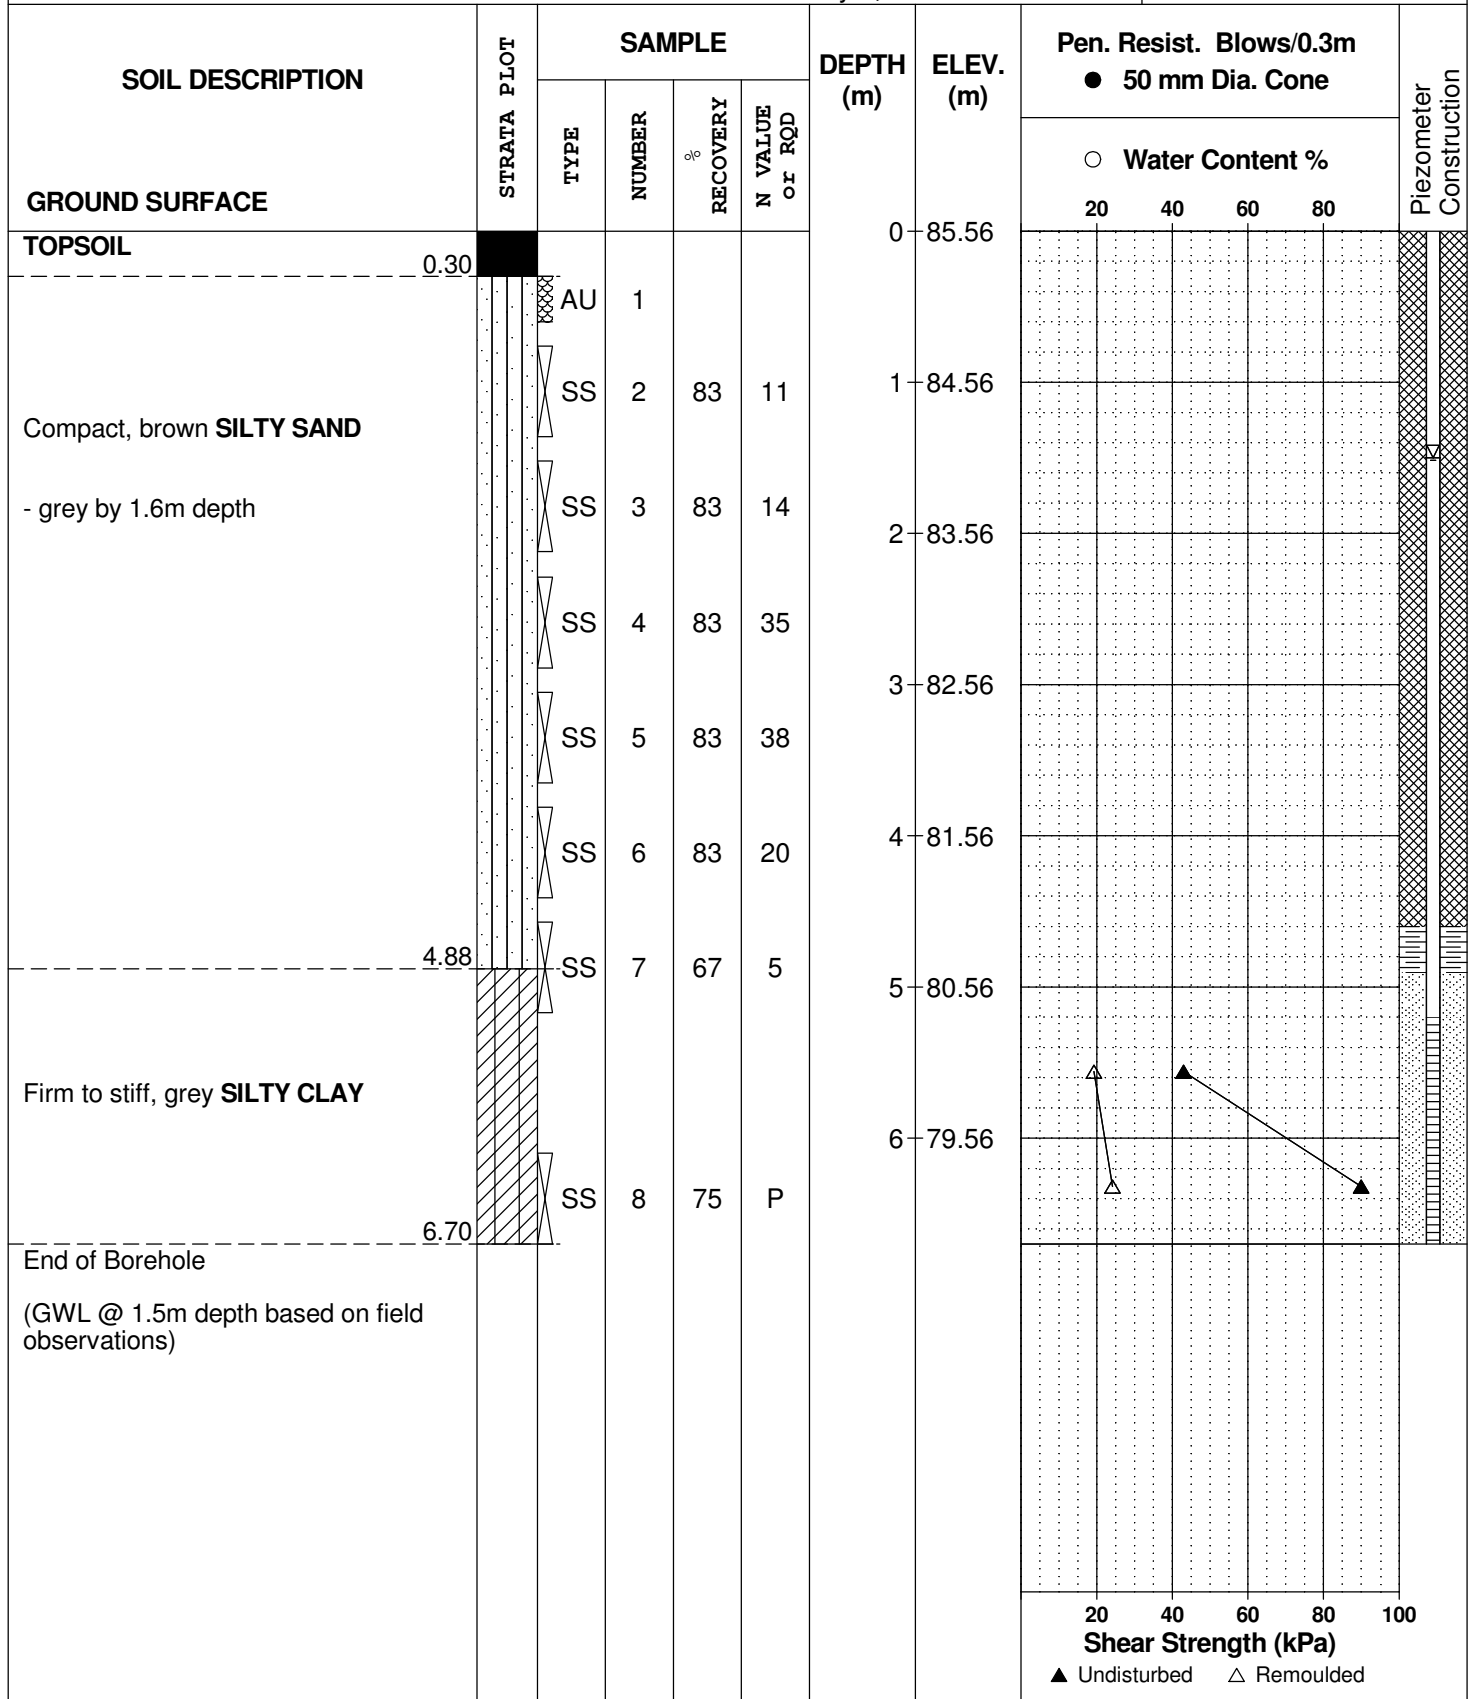 SOIL DESCRIPTION
GROUND SURFACE
STRATA PLOT
SAMPLE
TYPE
NUMBER
% RECOVERY
N VALUE or RQD
DEPTH (m)
ELEV. (m)
Pen. Resist. Blows/0.3m
● 50 mm Dia. Cone
○ Water Content %
20 40 60 80
Piezometer Construction
TOPSOIL
0.30
0 85.56
AU 1
SS 2 83 11
1 84.56
Compact, brown SILTY SAND
- grey by 1.6m depth
SS 3 83 14
2 83.56
SS 4 83 35
3 82.56
SS 5 83 38
4 81.56
SS 6 83 20
4.88
SS 7 67 5
5 80.56
Firm to stiff, grey SILTY CLAY
6 79.56
SS 8 75 P
6.70
End of Borehole
(GWL @ 1.5m depth based on field
observations)
20 40 60 80 100
Shear Strength (kPa)
▲ Undisturbed △ Remoulded